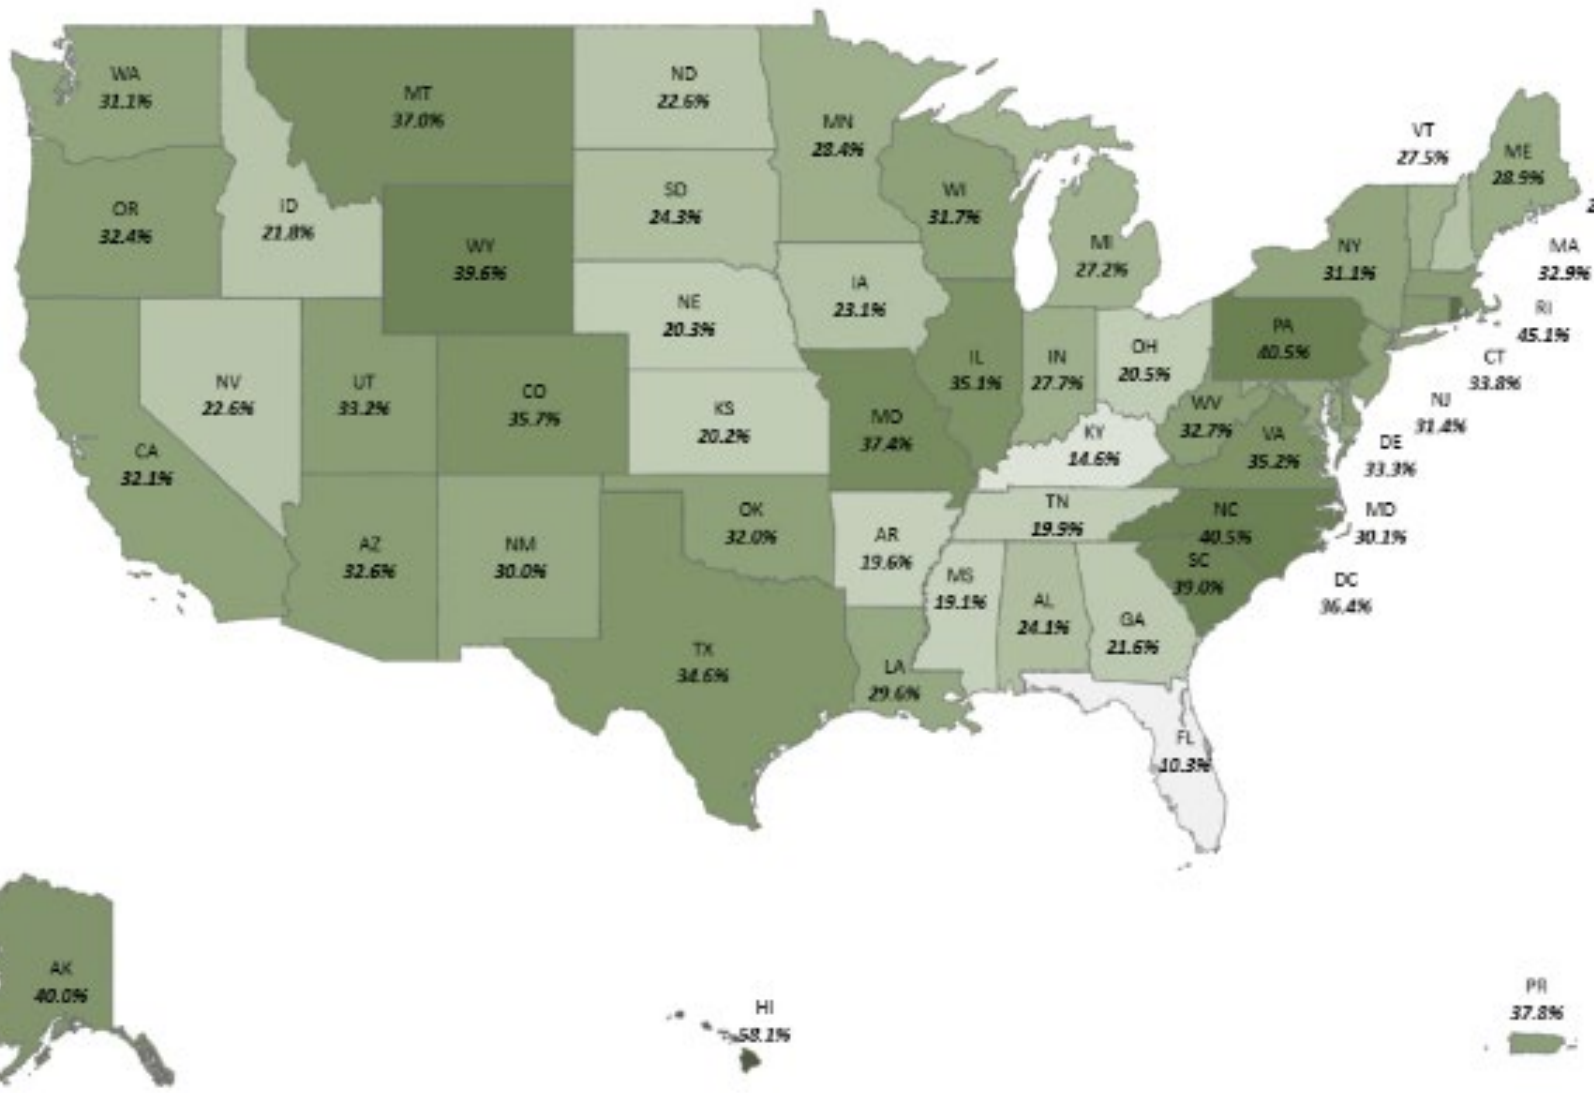 WA
31.1%
MT
37.0%
ND
22.6%
MN
28.4%
VT
27.5%
ME
28.9%
OR
32.4%
ID
21.8%
WY
39.6%
SD
24.3%
WI
31.7%
MI
27.2%
NY
31.1%
MA
32.9%
NE
20.3%
IA
23.1%
RI
45.1%
NV
22.6%
UT
33.2%
CO
35.7%
KS
20.2%
MO
37.4%
IL
35.1%
IN
27.7%
OH
20.5%
PA
40.5%
CT
33.8%
NJ
31.4%
CA
32.1%
KY
14.6%
WV
32.7%
VA
35.2%
DE
33.3%
AZ
32.6%
NM
30.0%
OK
32.0%
AR
19.6%
TN
19.9%
NC
40.5%
MD
30.1%
SC
39.0%
DC
36.4%
MS
19.1%
AL
24.1%
GA
21.6%
TX
34.6%
LA
29.6%
FL
10.3%
AK
40.0%
HI
58.1%
PR
37.8%